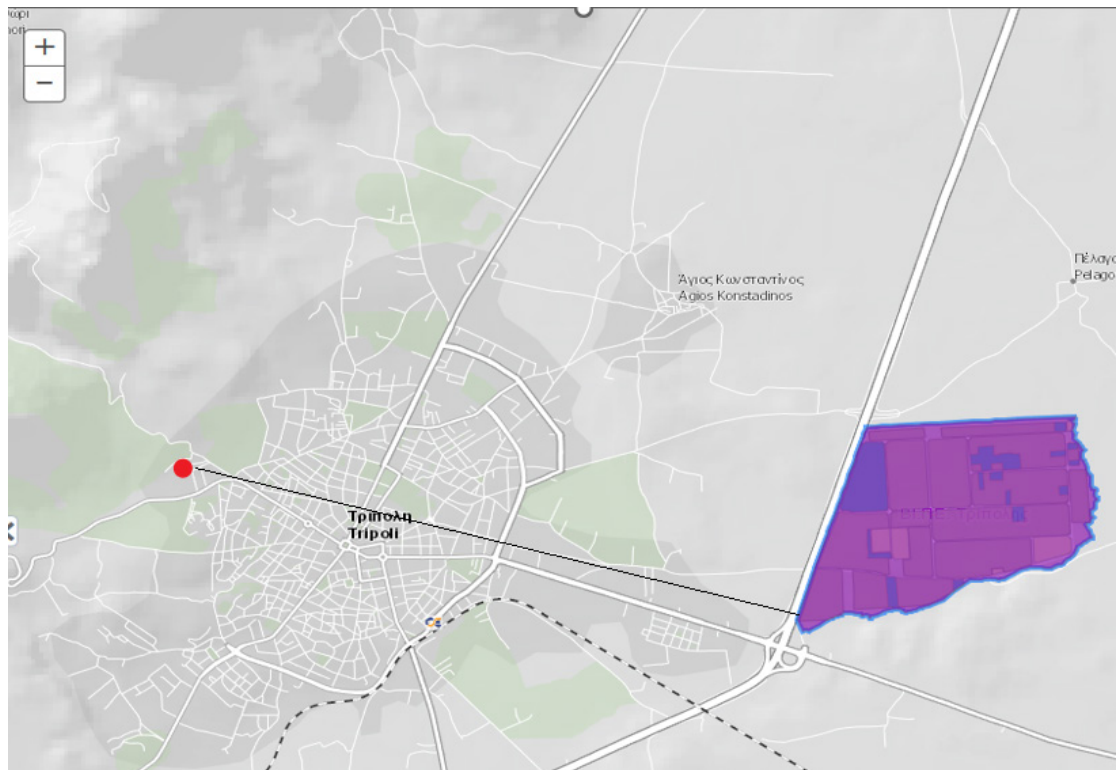 +
−
Άγιος Κωνσταντίνος
Agios Konstadinos
Πέλαγο
Pelago
Τρίπολη
Tripoli